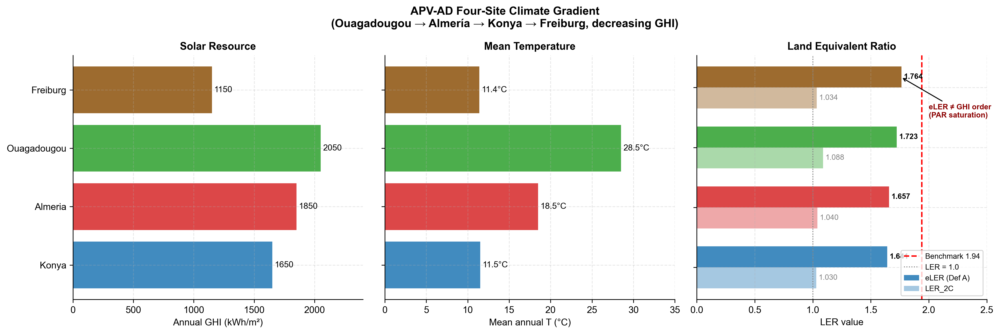 APV-AD Four-Site Climate Gradient
(Ouagadougou → Almería → Konya → Freiburg, decreasing GHI)
Solar Resource
Freiburg
Ouagadougou
Almeria
Konya
1150
2050
1850
1650
0 500 1000 1500 2000
Annual GHI (kWh/m²)
Mean Temperature
11.4°C
28.5°C
18.5°C
11.5°C
0 5 10 15 20 25 30 35
Mean annual T (°C)
Land Equivalent Ratio
1.764
1.034
eLER ≠ GHI order
(PAR saturation)
1.723
1.088
1.657
1.040
1.030
Benchmark 1.94
LER = 1.0
eLER (Def A)
LER_2C
0.0 0.5 1.0 1.5 2.0 2.5
LER value